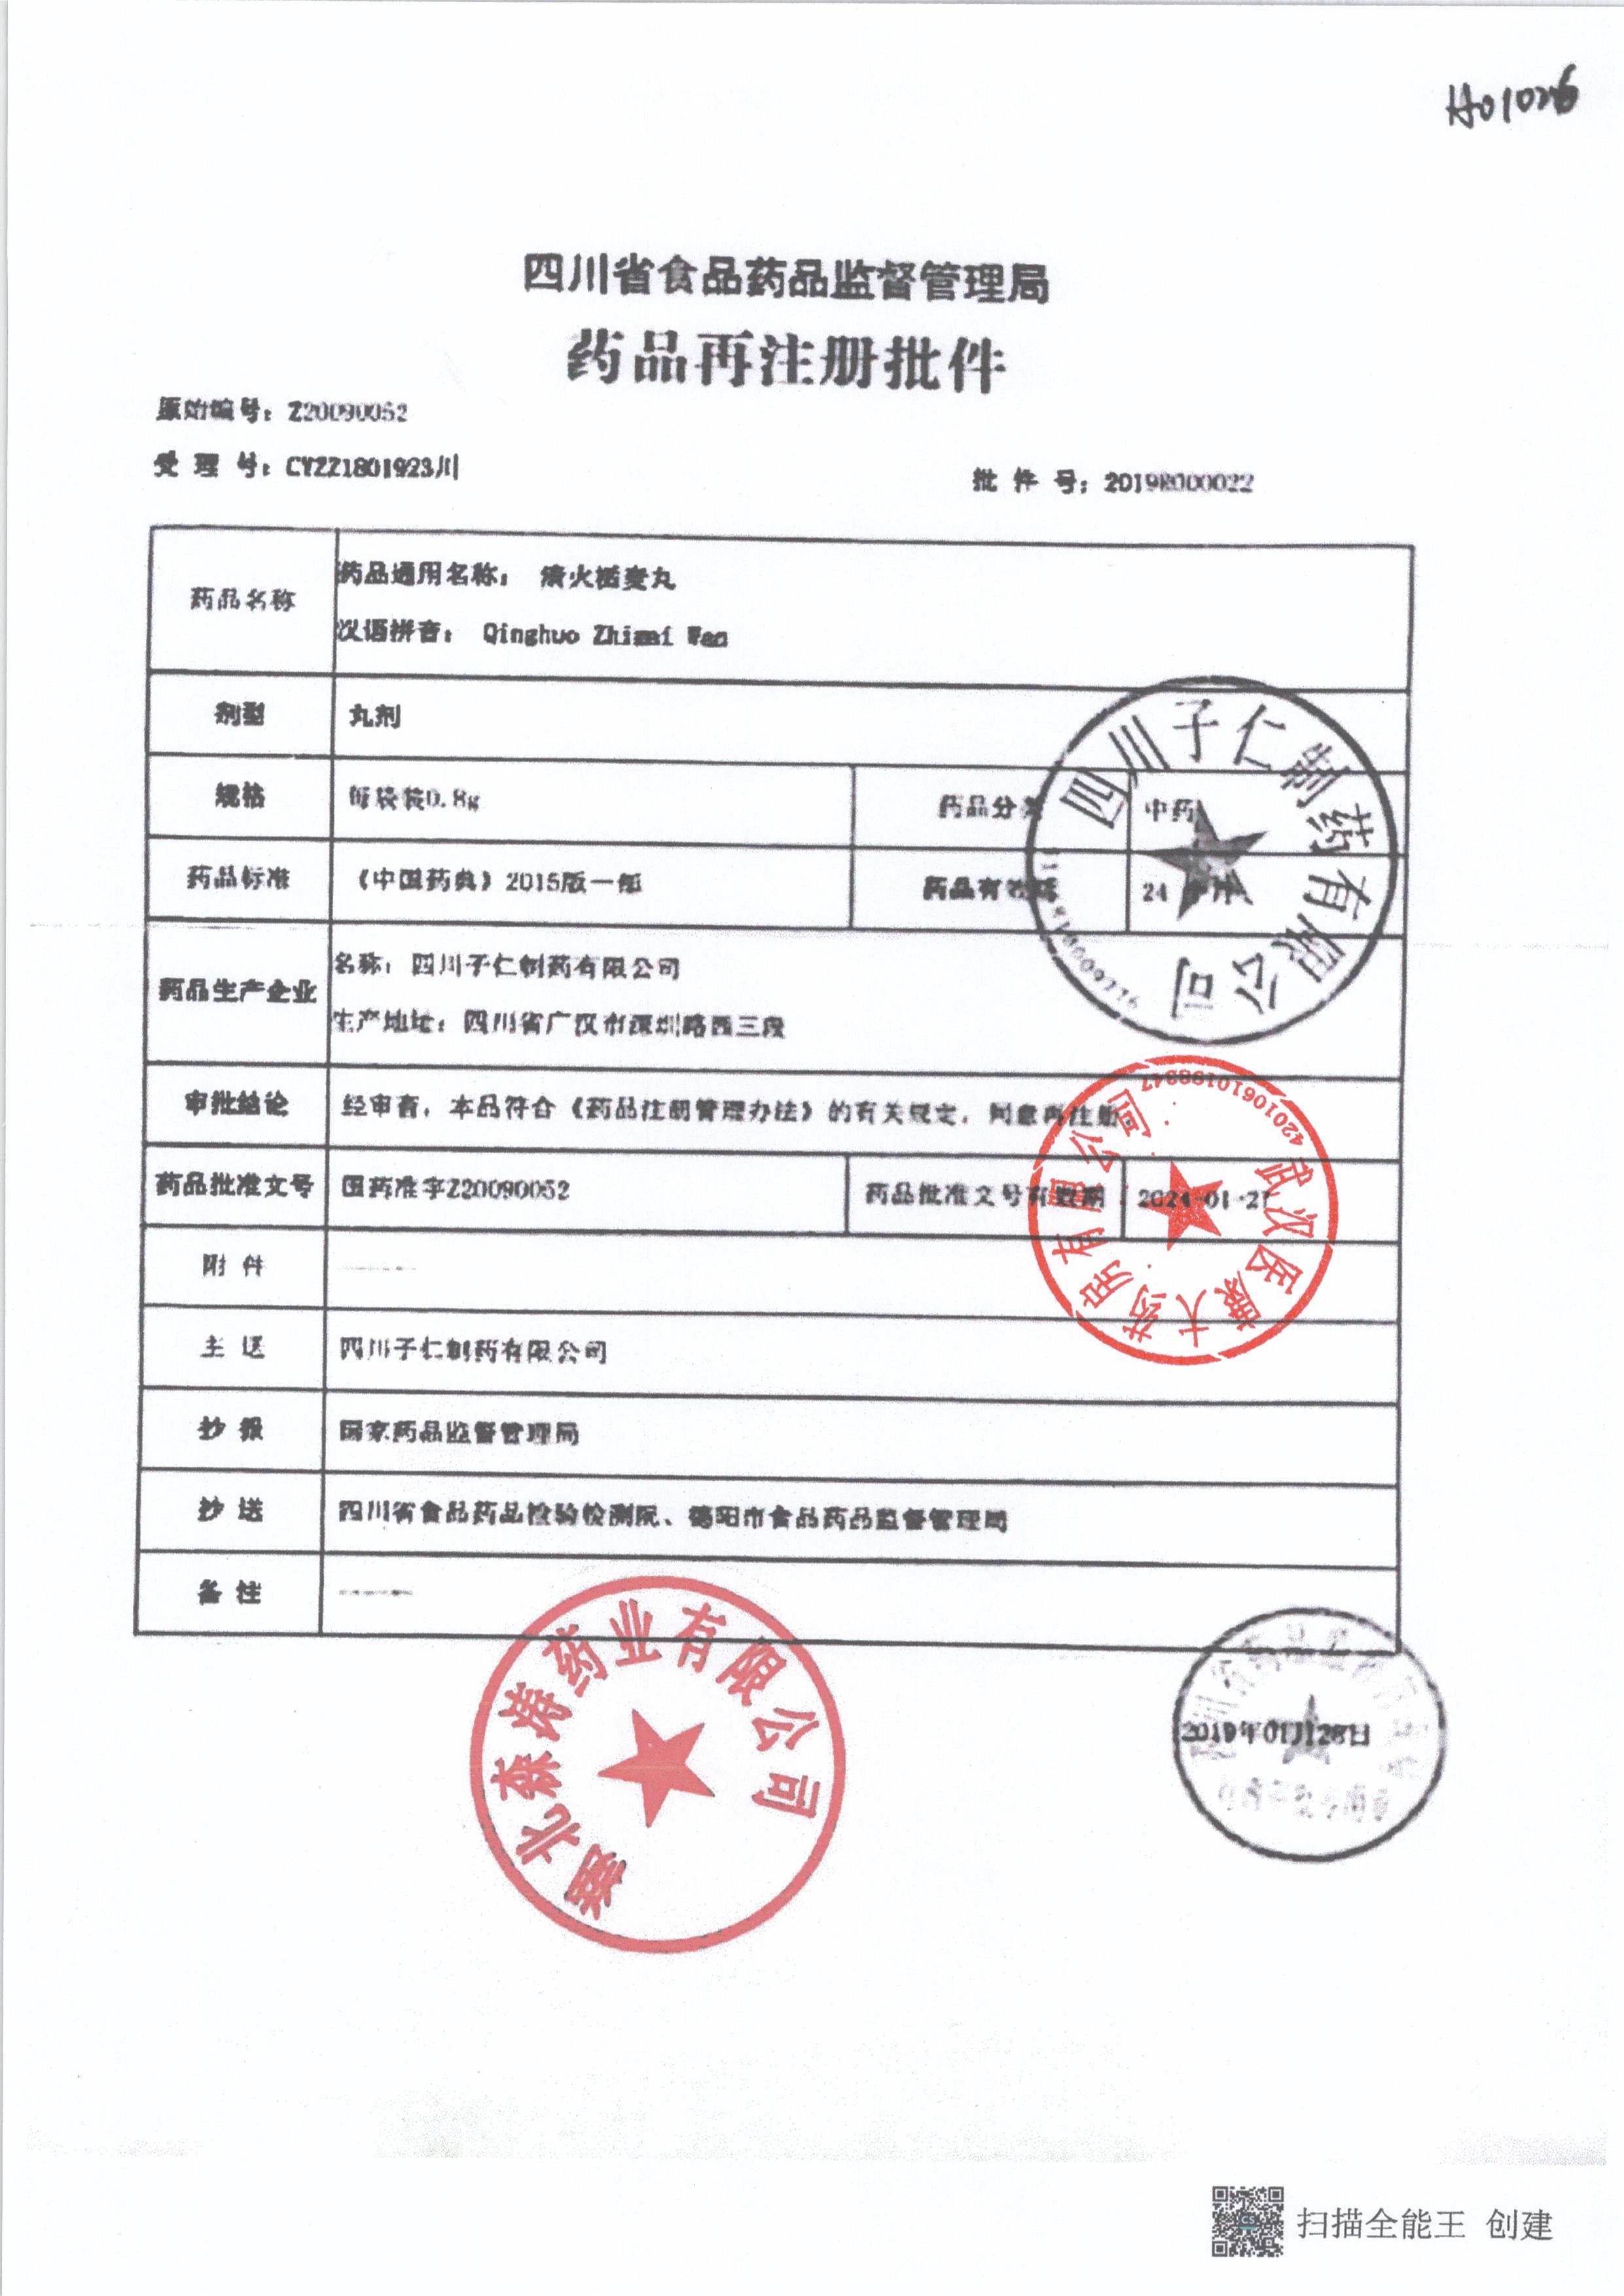 H01026
四川省食品药品监督管理局
药品再注册批件
原始编号：Z20090052
受 理 号：CYZZ1801923川
批 件 号：2019R000022
药品名称
药品通用名称： 清火栀麦丸
汉语拼音： Qinghuo Zhimai Wan
剂型 丸剂
规格 每袋装0.8g 药品分类 中药
药品标准 《中国药典》2015版一部 药品有效期 24
药品生产企业
名称：四川子仁制药有限公司
生产地址：四川省广汉市深圳路西三段
审批结论 经审查，本品符合《药品注册管理办法》的有关规定，同意再注册。
药品批准文号 国药准字Z20090052 药品批准文号有效期 2024-01-27
附 件
主 送 四川子仁制药有限公司
抄 报 国家药品监督管理局
抄 送 四川省食品药品检验检测院、德阳市食品药品监督管理局
备 注
四川子仁制药有限公司
武汉医 大药房有限公司
湖北森涛药业有限公司
2019年01月28日
扫描全能王 创建